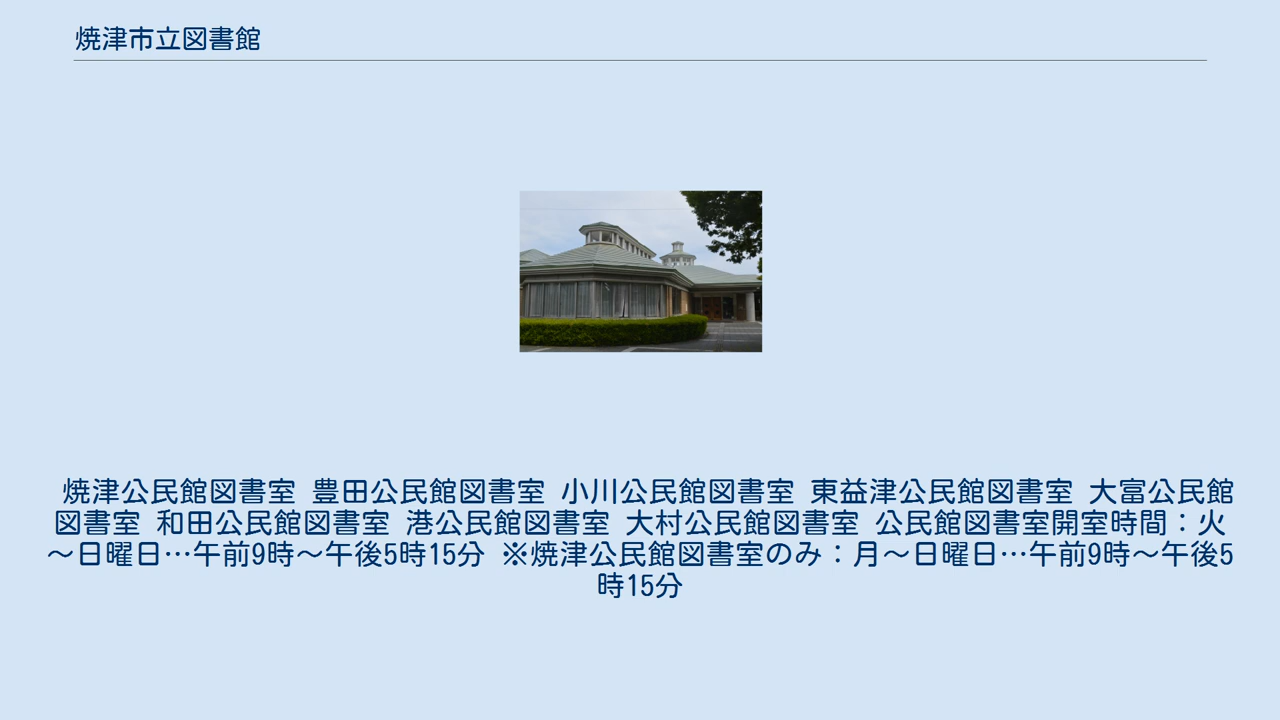 焼津市立図書館
焼津公民館図書室 豊田公民館図書室 小川公民館図書室 東益津公民館図書室 大富公民館
図書室 和田公民館図書室 港公民館図書室 大村公民館図書室 公民館図書室開室時間：火
～日曜日…午前9時～午後5時15分 ※焼津公民館図書室のみ：月～日曜日…午前9時～午後5
時15分